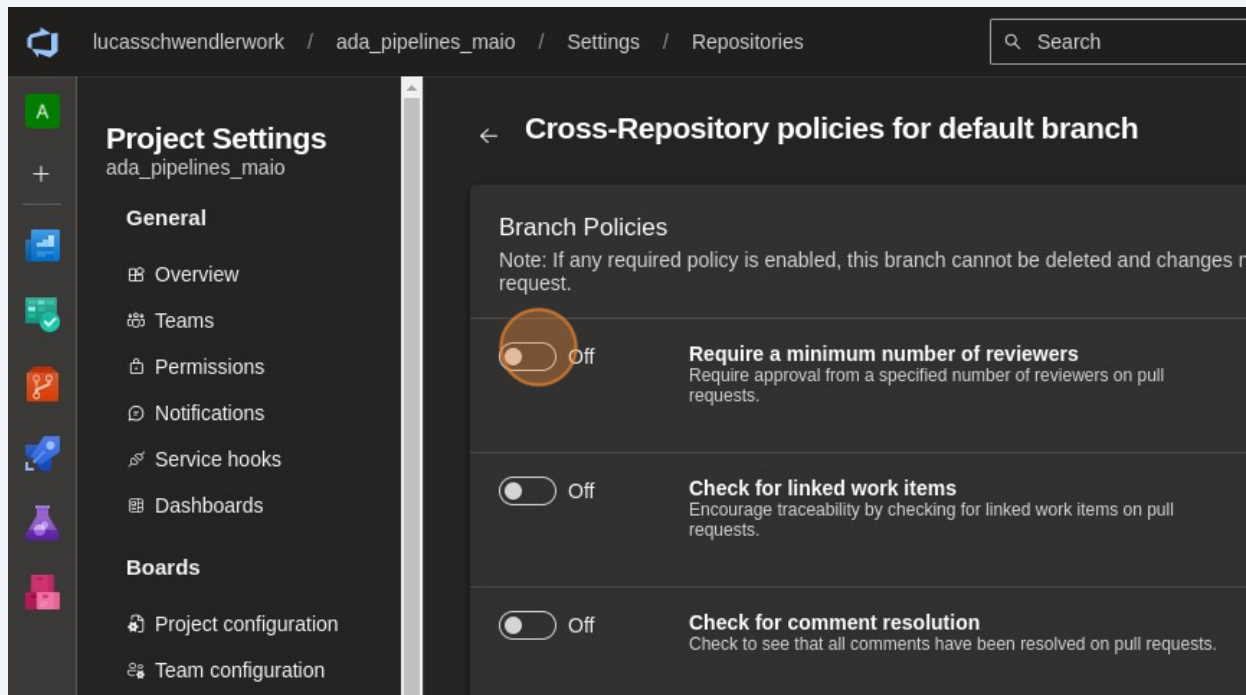 lucasschwendlerwork / ada_pipelines_maio / Settings / Repositories
Search
A
Project Settings
ada_pipelines_maio
General
Overview
Teams
Permissions
Notifications
Service hooks
Dashboards
Boards
Project configuration
Team configuration
Cross-Repository policies for default branch
Branch Policies
Note: If any required policy is enabled, this branch cannot be deleted and changes
request.
Off
Require a minimum number of reviewers
Require approval from a specified number of reviewers on pull
requests.
Off
Check for linked work items
Encourage traceability by checking for linked work items on pull
requests.
Off
Check for comment resolution
Check to see that all comments have been resolved on pull requests.